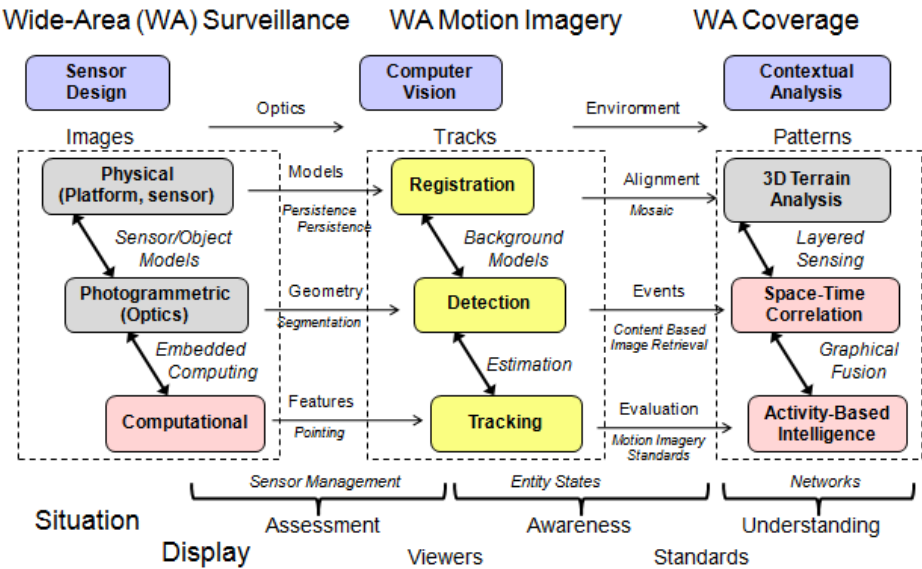 Wide-Area (WA) Surveillance
WA Motion Imagery
WA Coverage
Sensor
Design
Computer
Vision
Contextual
Analysis
Optics
Environment
Images
Tracks
Patterns
Physical
(Platform, sensor)
Models
Persistence
Persistence
Registration
Alignment
Mosaic
3D Terrain
Analysis
Sensor/Object
Models
Background
Models
Layered
Sensing
Photogrammetric
(Optics)
Geometry
Segmentation
Detection
Events
Content Based
Image Retrieval
Space-Time
Correlation
Embedded
Computing
Estimation
Graphical
Fusion
Computational
Features
Pointing
Tracking
Evaluation
Motion Imagery
Standards
Activity-Based
Intelligence
Sensor Management
Entity States
Networks
Situation
Assessment
Awareness
Understanding
Display
Viewers
Standards